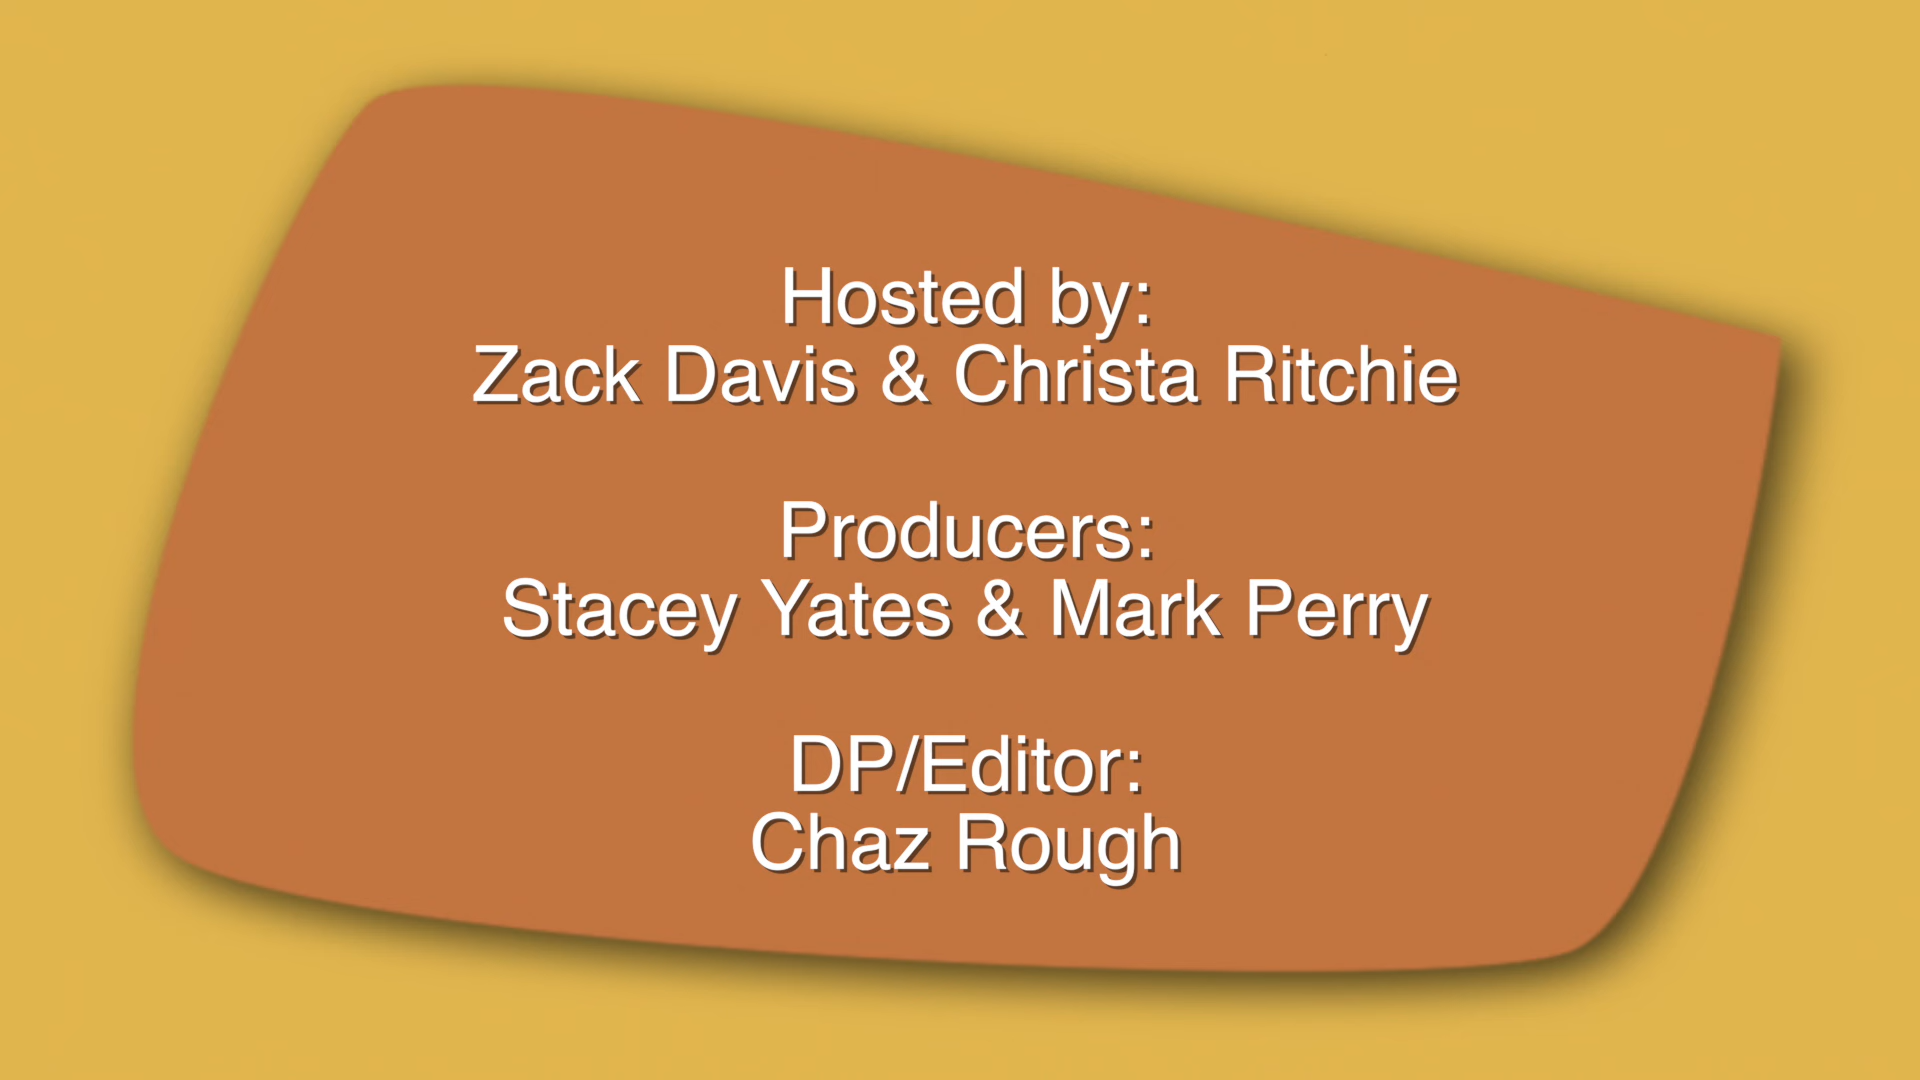 Hosted by:
Zack Davis & Christa Ritchie
Producers:
Stacey Yates & Mark Perry
DP/Editor:
Chaz Rough